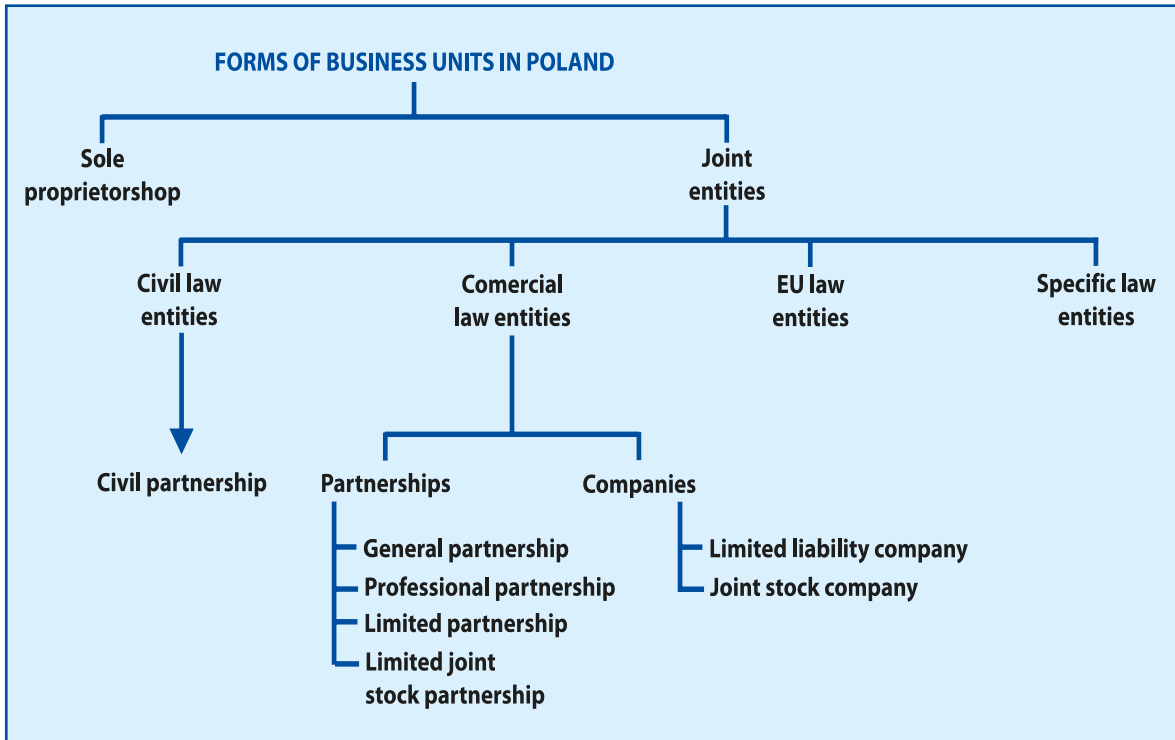 FORMS OF BUSINESS UNITS IN POLAND
Sole
proprietorshop
Joint
entities
Civil law
entities
Comercial
law entities
EU law
entities
Specific law
entities
Civil partnership
Partnerships
Companies
General partnership
Professional partnership
Limited partnership
Limited joint
stock partnership
Limited liability company
Joint stock company